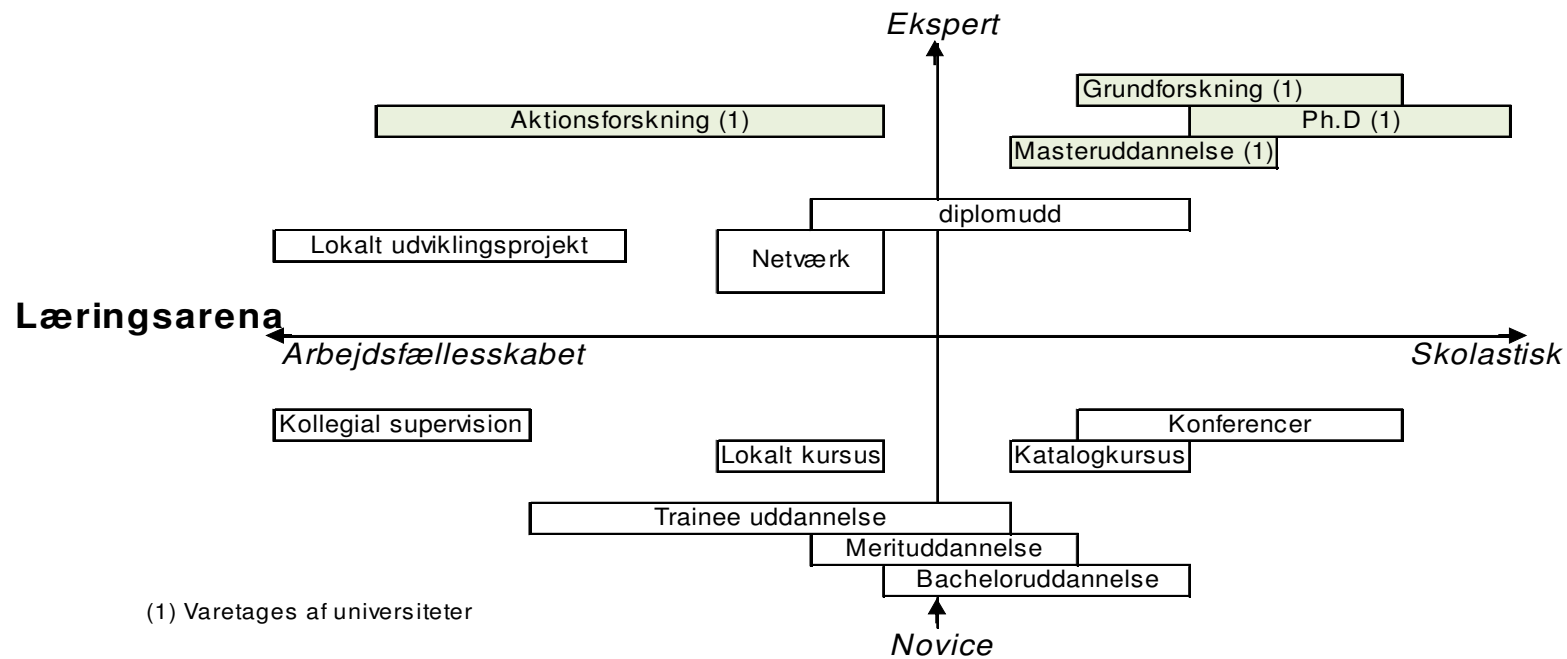 Ekspert
Grundforskning (1)
Aktionsforskning (1)
Ph.D (1)
Masteruddannelse (1)
diplomudd
Lokalt udviklingsprojekt
Netværk
Læringsarena
Arbejdsfællesskabet
Skolastisk
Kollegial supervision
Konferencer
Lokalt kursus
Katalogkursus
Trainee uddannelse
Merituddannelse
Bacheloruddannelse
(1) Varetages af universiteter
Novice